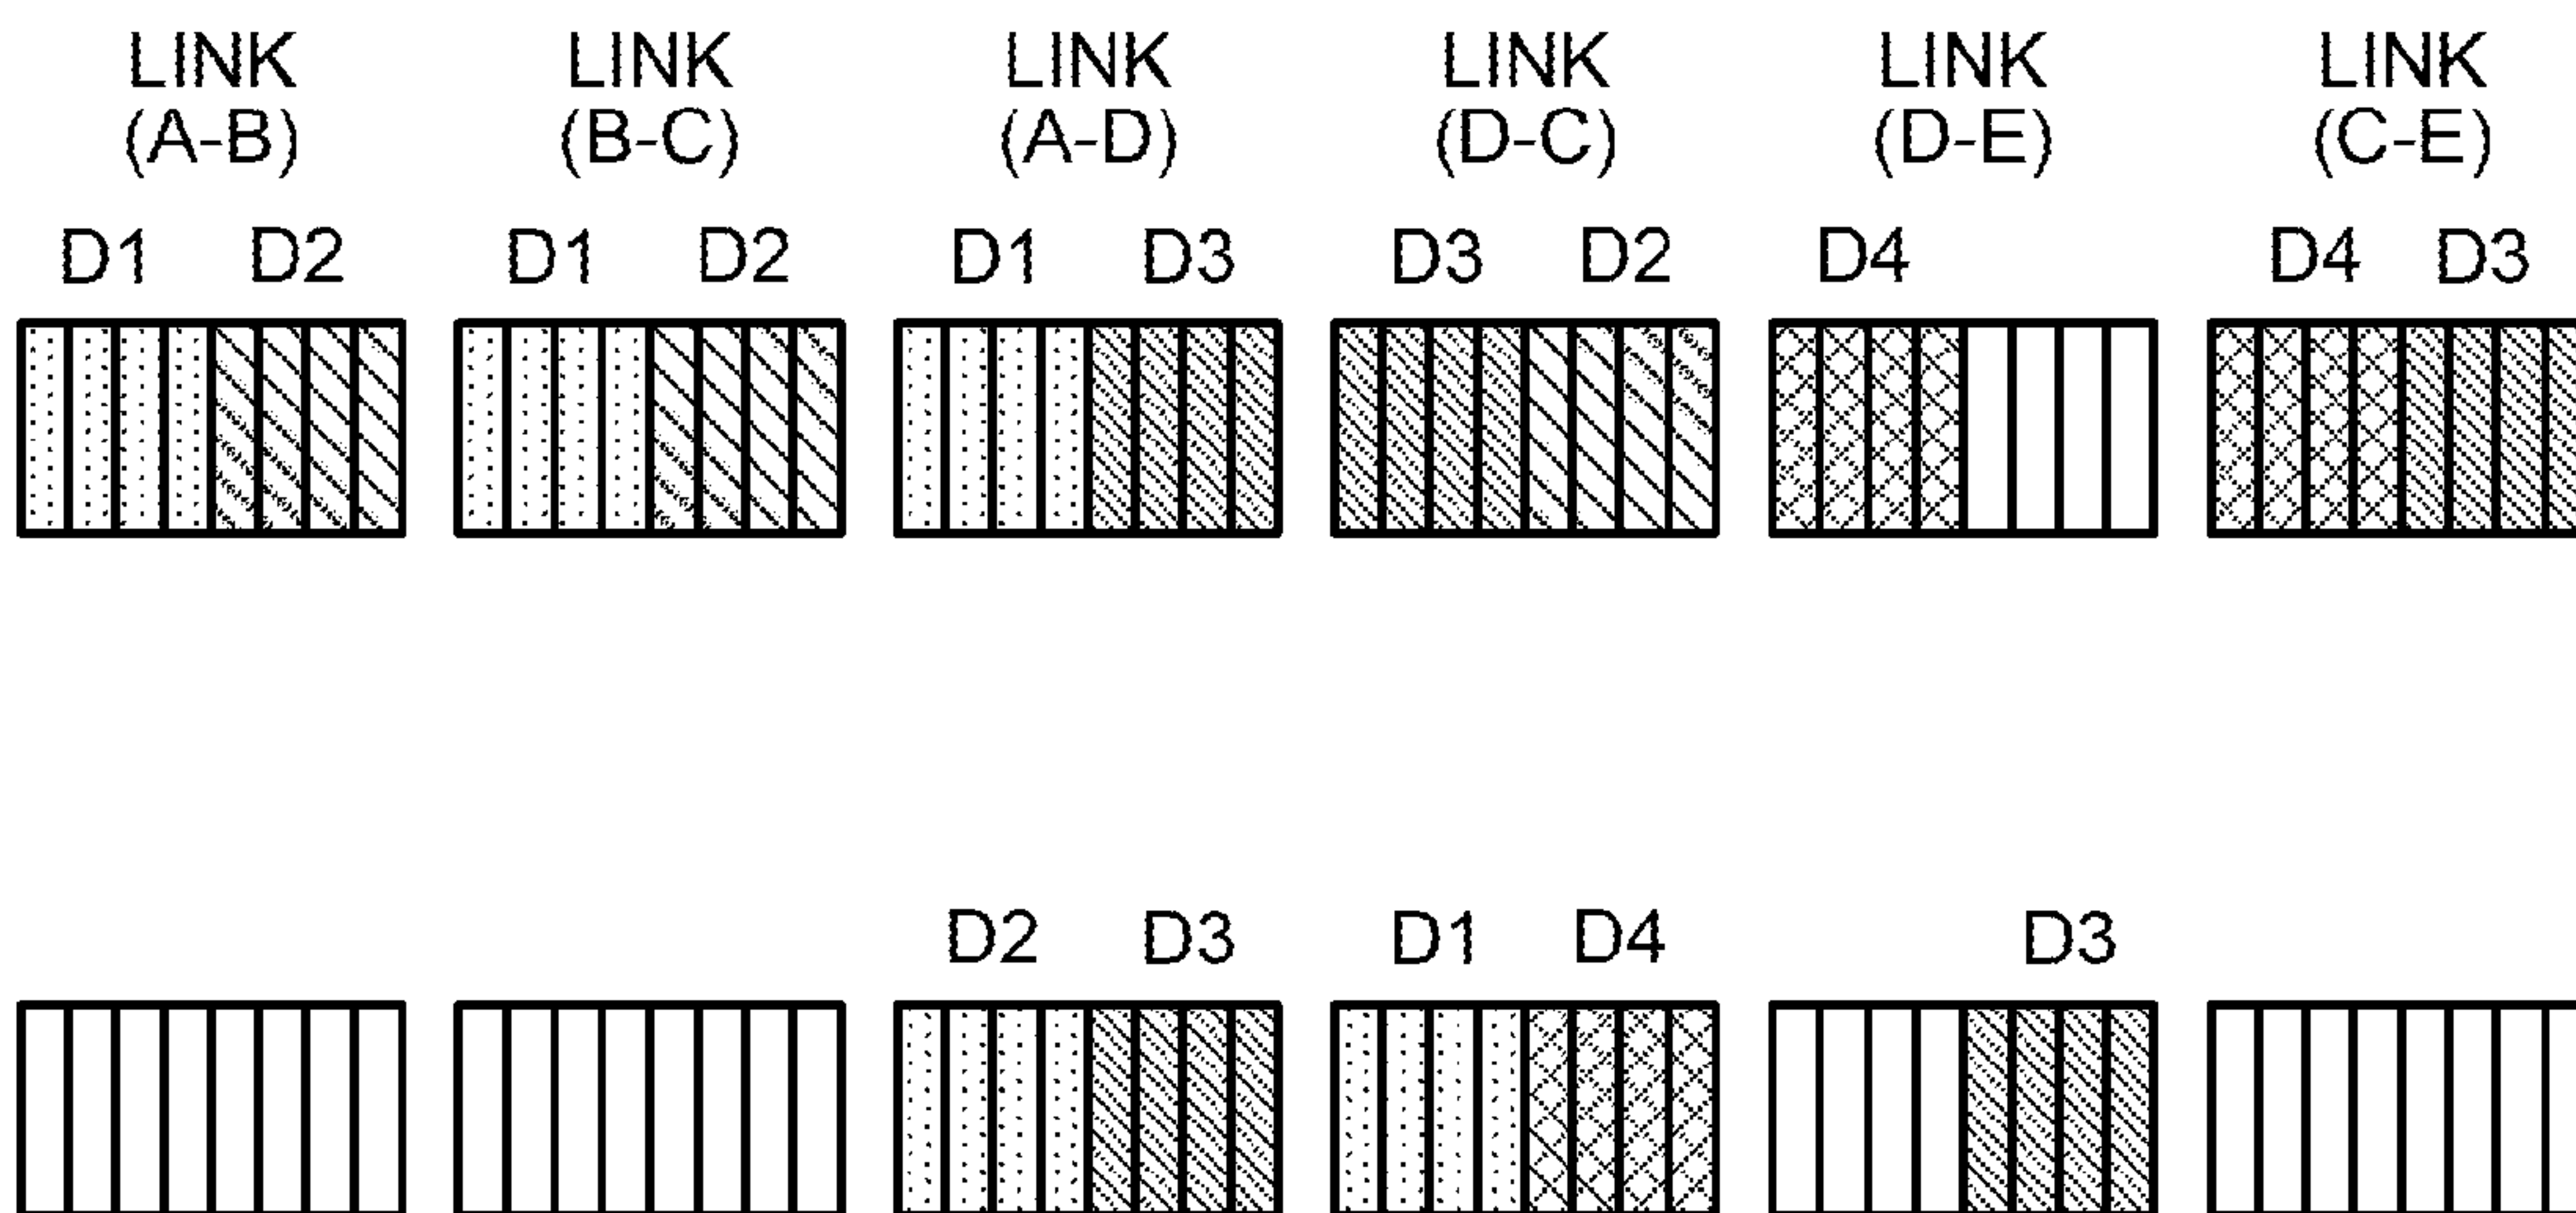 LINK LINK LINK LINK LINK LINK
(A-B) (B-C) (A-D) (D-C) (D-E) (C-E)
D1 D2 D1 D2 D1 D3 D3 D2 D4 D4 D3
D2 D3 D1 D4 D3